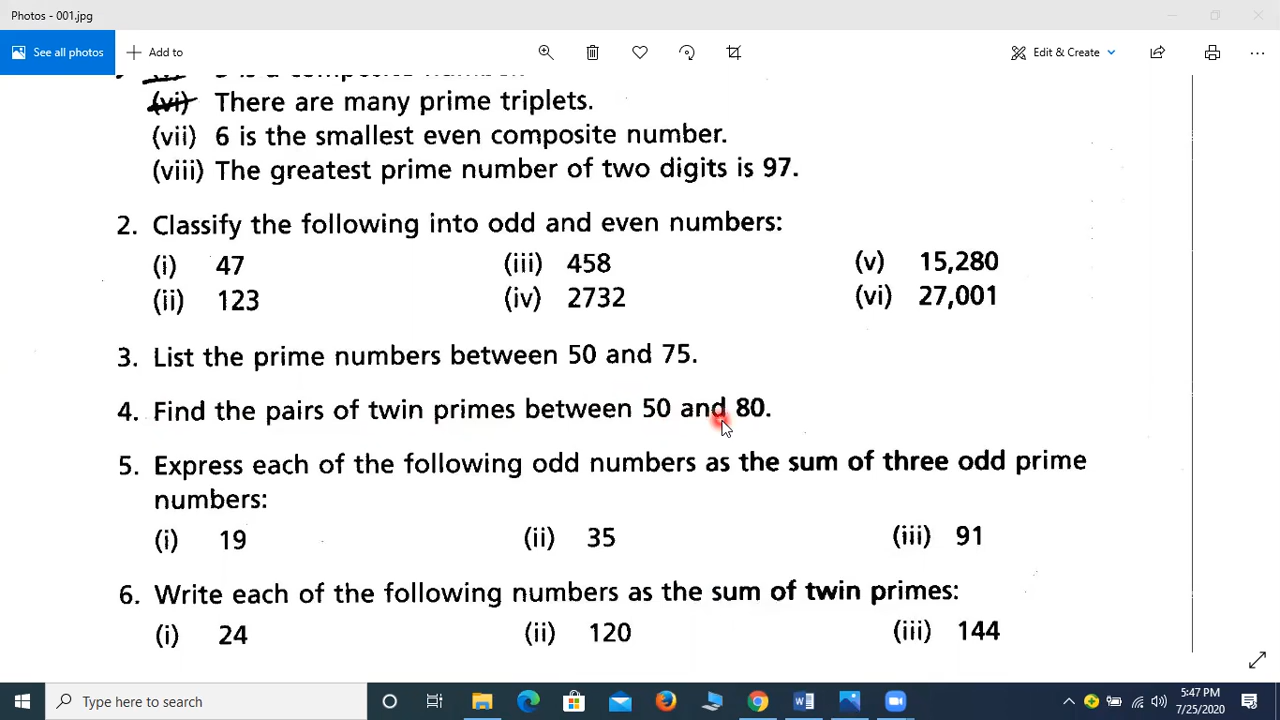 Photos - 001.jpg
See all photos
Add to
Edit & Create
(vi) There are many prime triplets.
(vii) 6 is the smallest even composite number.
(viii) The greatest prime number of two digits is 97.
2. Classify the following into odd and even numbers:
(i) 47 (iii) 458 (v) 15,280
(ii) 123 (iv) 2732 (vi) 27,001
3. List the prime numbers between 50 and 75.
4. Find the pairs of twin primes between 50 and 80.
5. Express each of the following odd numbers as the sum of three odd prime
numbers:
(i) 19 (ii) 35 (iii) 91
6. Write each of the following numbers as the sum of twin primes:
(i) 24 (ii) 120 (iii) 144
Type here to search
5:47 PM
7/25/2020